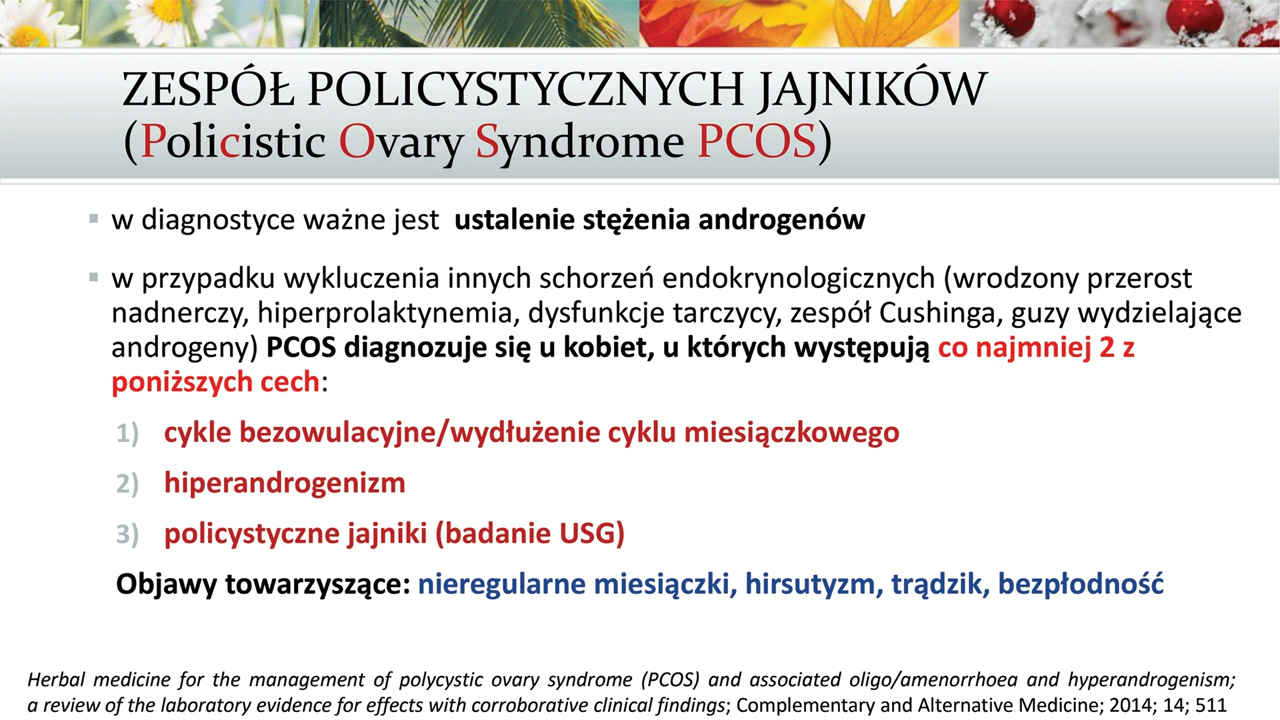 ZESPÓŁ POLICYSTYCZNYCH JAJNIKÓW
(Policistic Ovary Syndrome PCOS)
▪ w diagnostyce ważne jest ustalenie stężenia androgenów
▪ w przypadku wykluczenia innych schorzeń endokrynologicznych (wrodzony przerost
nadnerczy, hiperprolaktynemia, dysfunkcje tarczycy, zespół Cushinga, guzy wydzielające
androgeny) PCOS diagnozuje się u kobiet, u których występują co najmniej 2 z
poniższych cech:
1) cykle bezowulacyjne/wydłużenie cyklu miesiączkowego
2) hiperandrogenizm
3) policystyczne jajniki (badanie USG)
Objawy towarzyszące: nieregularne miesiączki, hirsutyzm, trądzik, bezpłodność
Herbal medicine for the management of polycystic ovary syndrome (PCOS) and associated oligo/amenorrhoea and hyperandrogenism;
a review of the laboratory evidence for effects with corroborative clinical findings; Complementary and Alternative Medicine; 2014; 14; 511